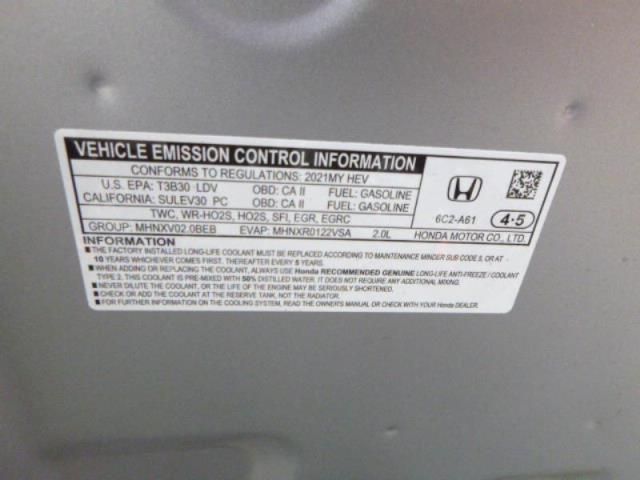 VEHICLE EMISSION CONTROL INFORMATION
CONFORMS TO REGULATIONS: 2021MY HEV
U.S. EPA: T3B30 LDV OBD: CA II FUEL: GASOLINE
CALIFORNIA: SULEV30 PC OBD: CA II FUEL: GASOLINE
TWC, WR-HO2S, HO2S, SFI, EGR, EGRC
GROUP: MHNXV02.0BEB EVAP: MHNXR0122VSA 2.0L
6C2-A61 4·5
HONDA MOTOR CO., LTD.
INFORMATION
■THE FACTORY INSTALLED LONG-LIFE COOLANT MUST BE REPLACED ACCORDING TO MAINTENANCE MINDER SUB CODE 5, OR AT
10 YEARS WHICHEVER COMES FIRST. THEREAFTER EVERY 5 YEARS.
■WHEN ADDING OR REPLACING THE COOLANT, ALWAYS USE Honda RECOMMENDED GENUINE LONG-LIFE ANTI-FREEZE / COOLANT
TYPE 2. THIS COOLANT IS PRE-MIXED WITH 50% DISTILLED WATER. IT DOES NOT REQUIRE ANY ADDITIONAL MIXING.
■NEVER DILUTE THE COOLANT, OR THE LIFE OF THE ENGINE MAY BE SERIOUSLY SHORTENED.
■CHECK OR ADD THE COOLANT AT THE RESERVE TANK, NOT THE RADIATOR.
■FOR FURTHER INFORMATION ON THE COOLING SYSTEM, READ THE OWNER'S MANUAL OR CHECK WITH YOUR Honda DEALER.